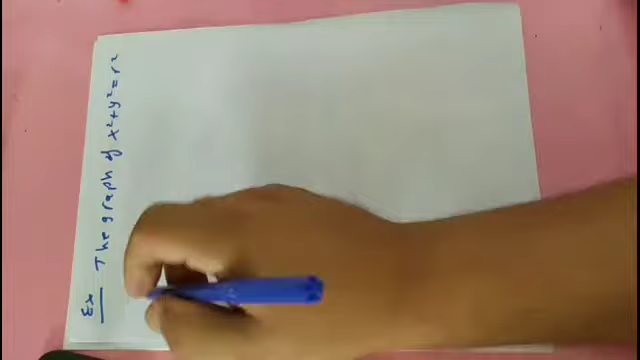 Ex The graph of x²+y²=r²